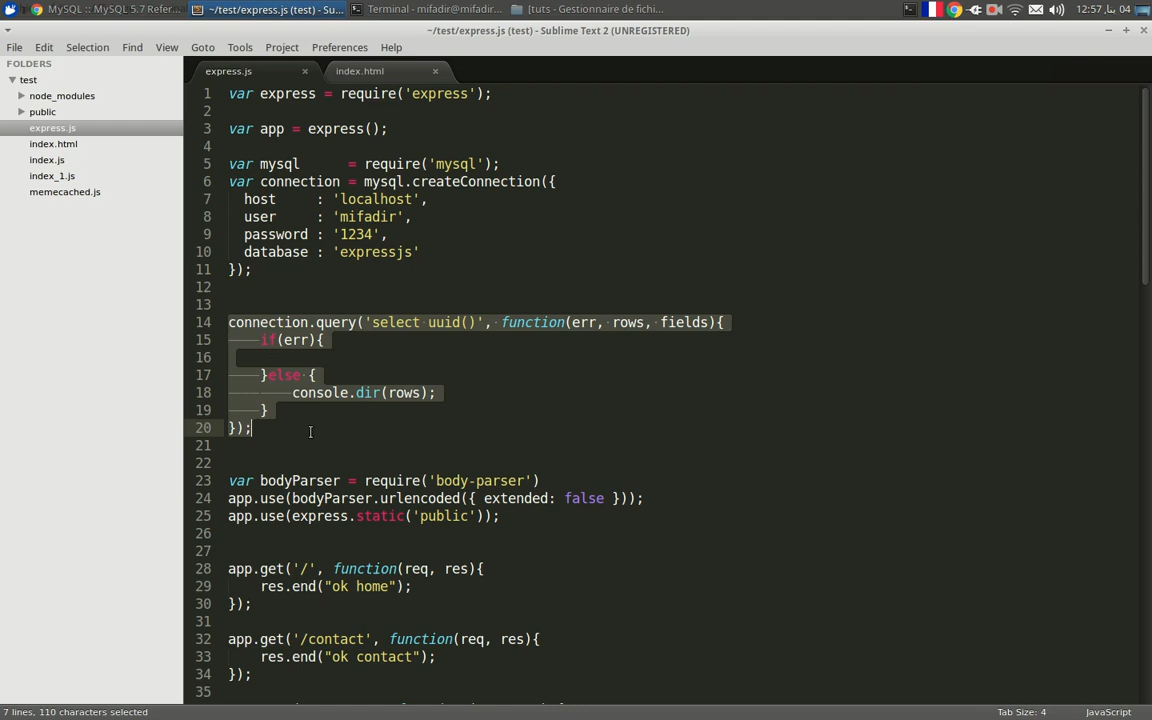 MySQL :: MySQL 5.7 Refer...
~/test/express.js (test) - Su...
Terminal - mifadir@mifadir...
[tuts - Gestionnaire de fichi...
12:57 ,04
~/test/express.js (test) - Sublime Text 2 (UNREGISTERED)
File Edit Selection Find View Goto Tools Project Preferences Help
FOLDERS
test
node_modules
public
express.js
index.html
index.js
index_1.js
memecached.js
express.js × index.html ×
1 var express = require('express');
2
3 var app = express();
4
5 var mysql      = require('mysql');
6 var connection = mysql.createConnection({
7   host     : 'localhost',
8   user     : 'mifadir',
9   password : '1234',
10   database : 'expressjs'
11 });
12
13
14 connection.query('select uuid()', function(err, rows, fields){
15     if(err){
16
17     }else {
18         console.dir(rows);
19     }
20 });
21
22
23 var bodyParser = require('body-parser')
24 app.use(bodyParser.urlencoded({ extended: false }));
25 app.use(express.static('public'));
26
27
28 app.get('/', function(req, res){
29     res.end("ok home");
30 });
31
32 app.get('/contact', function(req, res){
33     res.end("ok contact");
34 });
35
7 lines, 110 characters selected
Tab Size: 4
JavaScript